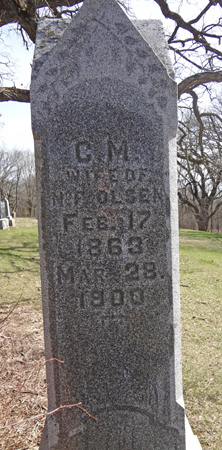 C. M.
WIFE OF
N. P. OLSEN
FEB. 17
1863
MAR. 28.
1900